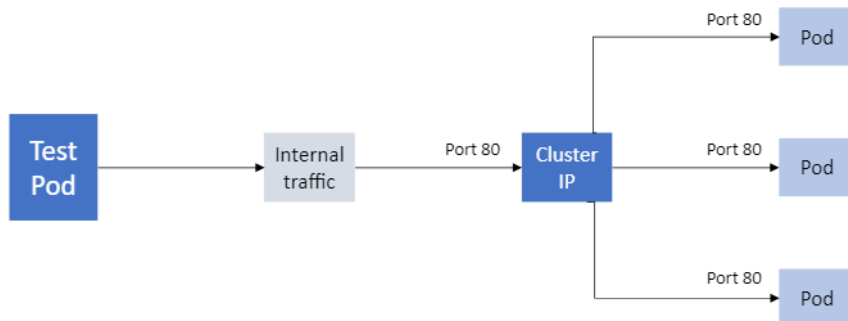 Port 80
Pod
Test
Pod
Internal
traffic
Port 80
Cluster
IP
Port 80
Pod
Port 80
Pod